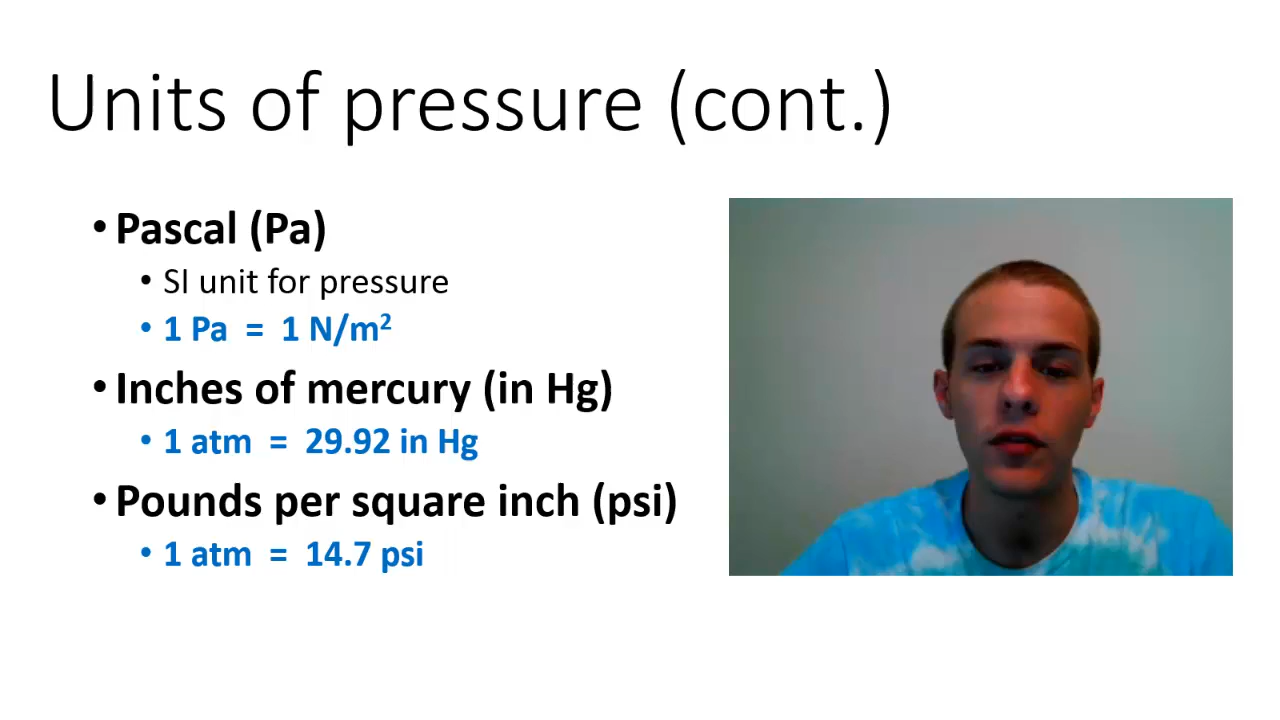 Units of pressure (cont.)
• Pascal (Pa)
• SI unit for pressure
• 1 Pa = 1 N/m²
• Inches of mercury (in Hg)
• 1 atm = 29.92 in Hg
• Pounds per square inch (psi)
• 1 atm = 14.7 psi